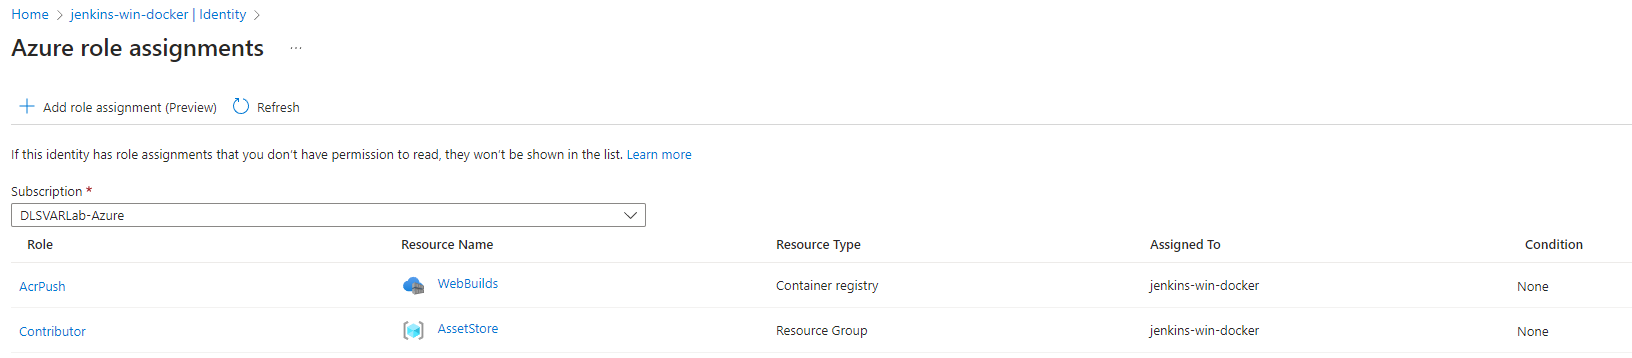 Home > jenkins-win-docker | Identity >
Azure role assignments ...
+ Add role assignment (Preview) Refresh
If this identity has role assignments that you don't have permission to read, they won't be shown in the list. Learn more
Subscription *
DLSVARLab-Azure
Role Resource Name Resource Type Assigned To Condition
AcrPush WebBuilds Container registry jenkins-win-docker None
Contributor AssetStore Resource Group jenkins-win-docker None